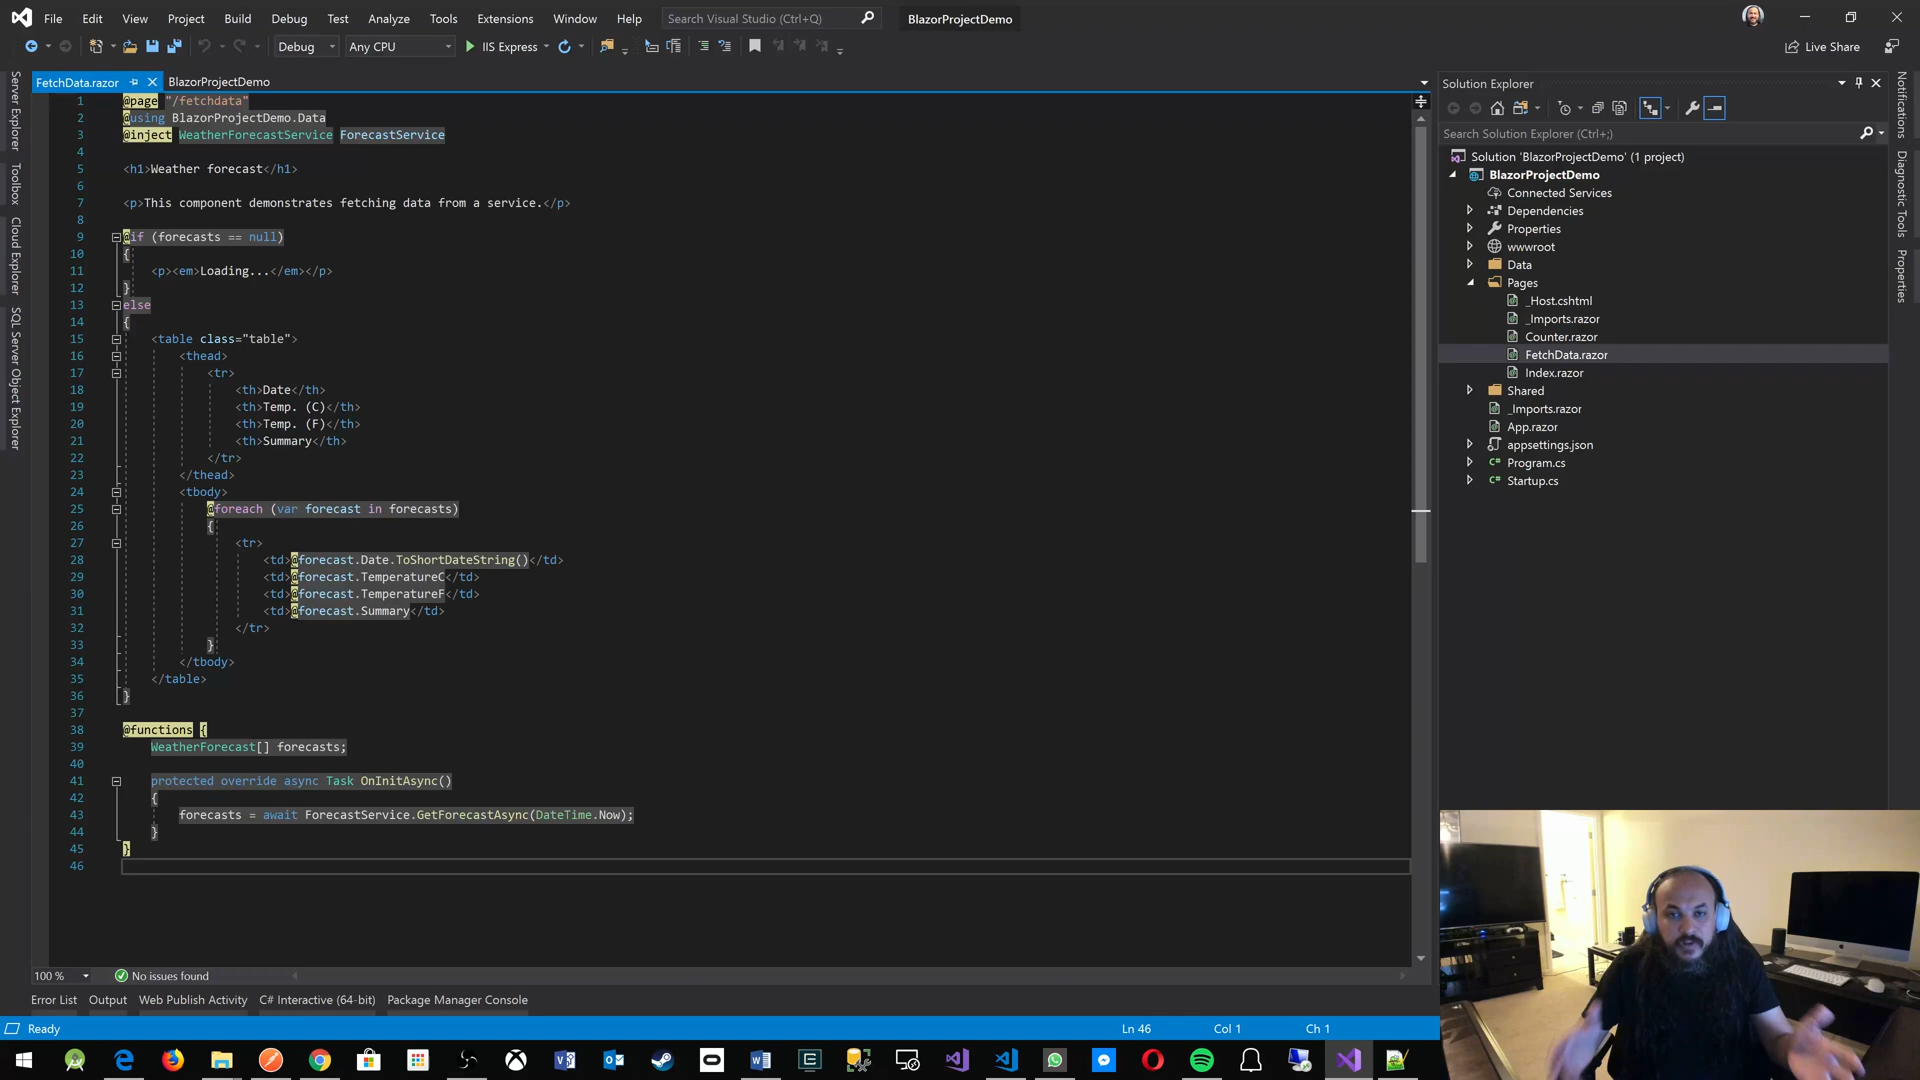 File Edit View Project Build Debug Test Analyze Tools Extensions Window Help Search Visual Studio (Ctrl+Q) BlazorProjectDemo
Debug Any CPU IIS Express Live Share
FetchData.razor BlazorProjectDemo
1 @page "/fetchdata"
2 @using BlazorProjectDemo.Data
3 @inject WeatherForecastService ForecastService
4
5 <h1>Weather forecast</h1>
6
7 <p>This component demonstrates fetching data from a service.</p>
8
9 @if (forecasts == null)
10 {
11 <p><em>Loading...</em></p>
12 }
13 else
14 {
15 <table class="table">
16 <thead>
17 <tr>
18 <th>Date</th>
19 <th>Temp. (C)</th>
20 <th>Temp. (F)</th>
21 <th>Summary</th>
22 </tr>
23 </thead>
24 <tbody>
25 @foreach (var forecast in forecasts)
26 {
27 <tr>
28 <td>@forecast.Date.ToShortDateString()</td>
29 <td>@forecast.TemperatureC</td>
30 <td>@forecast.TemperatureF</td>
31 <td>@forecast.Summary</td>
32 </tr>
33 }
34 </tbody>
35 </table>
36 }
37
38 @functions {
39 WeatherForecast[] forecasts;
40
41 protected override async Task OnInitAsync()
42 {
43 forecasts = await ForecastService.GetForecastAsync(DateTime.Now);
44 }
45 }
46
100 % No issues found
Error List Output Web Publish Activity C# Interactive (64-bit) Package Manager Console
Ready Ln 46 Col 1 Ch 1
Server Explorer
Toolbox
Cloud Explorer
SQL Server Object Explorer
Solution Explorer
Search Solution Explorer (Ctrl+;)
Solution 'BlazorProjectDemo' (1 project)
BlazorProjectDemo
Connected Services
Dependencies
Properties
wwwroot
Data
Pages
_Host.cshtml
_Imports.razor
Counter.razor
FetchData.razor
Index.razor
Shared
_Imports.razor
App.razor
appsettings.json
C# Program.cs
C# Startup.cs
Notifications
Diagnostic Tools
Properties